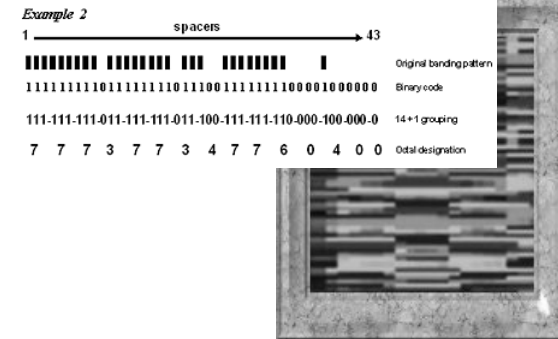 Example 2
spacers
1 43
Original banding pattern
1111111110111111110111001111111100001000000 Binary code
111-111-111-011-111-111-011-100-111-111-110-000-100-000-0 14+1 grouping
7 7 7 3 7 7 3 4 7 7 6 0 4 0 0 Octal designation